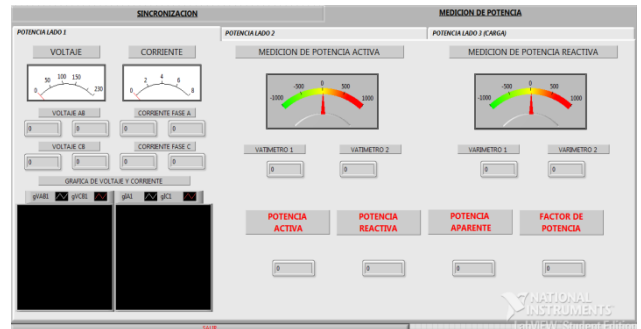 SINCRONIZACION
MEDICION DE POTENCIA
POTENCIA LADO 1
POTENCIA LADO 2
POTENCIA LADO 3 (CARGA)
VOLTAJE
CORRIENTE
MEDICION DE POTENCIA ACTIVA
MEDICION DE POTENCIA REACTIVA
0 50 100 150 200
0 2 4 6 8
-1000 -500 0 500 1000
-1000 -500 0 500 1000
VOLTAJE AB
CORRIENTE FASE A
0 0 0 0
VOLTAJE CB
CORRIENTE FASE C
0 0 0 0
VATIMETRO 1
VATIMETRO 2
VARIMETRO 1
VARIMETRO 2
0 0 0 0
GRAFICA DE VOLTAJE Y CORRIENTE
gVAB1 gVCB1 gIA1 gIC1
POTENCIA
ACTIVA
POTENCIA
REACTIVA
POTENCIA
APARENTE
FACTOR DE
POTENCIA
0 0 0 0
NATIONAL
INSTRUMENTS
LabVIEW Student Edition